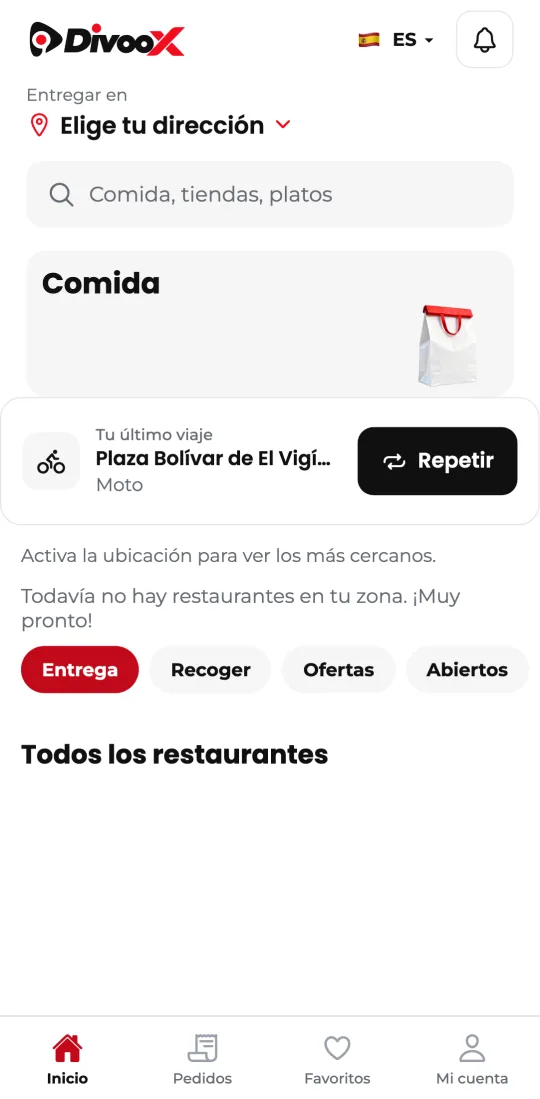 DivooX
ES
Entregar en
Elige tu dirección
Comida, tiendas, platos
Comida
Tu último viaje
Plaza Bolívar de El Vigí...
Moto
Repetir
Activa la ubicación para ver los más cercanos.
Todavía no hay restaurantes en tu zona. ¡Muy
pronto!
Entrega
Recoger
Ofertas
Abiertos
Todos los restaurantes
Inicio
Pedidos
Favoritos
Mi cuenta